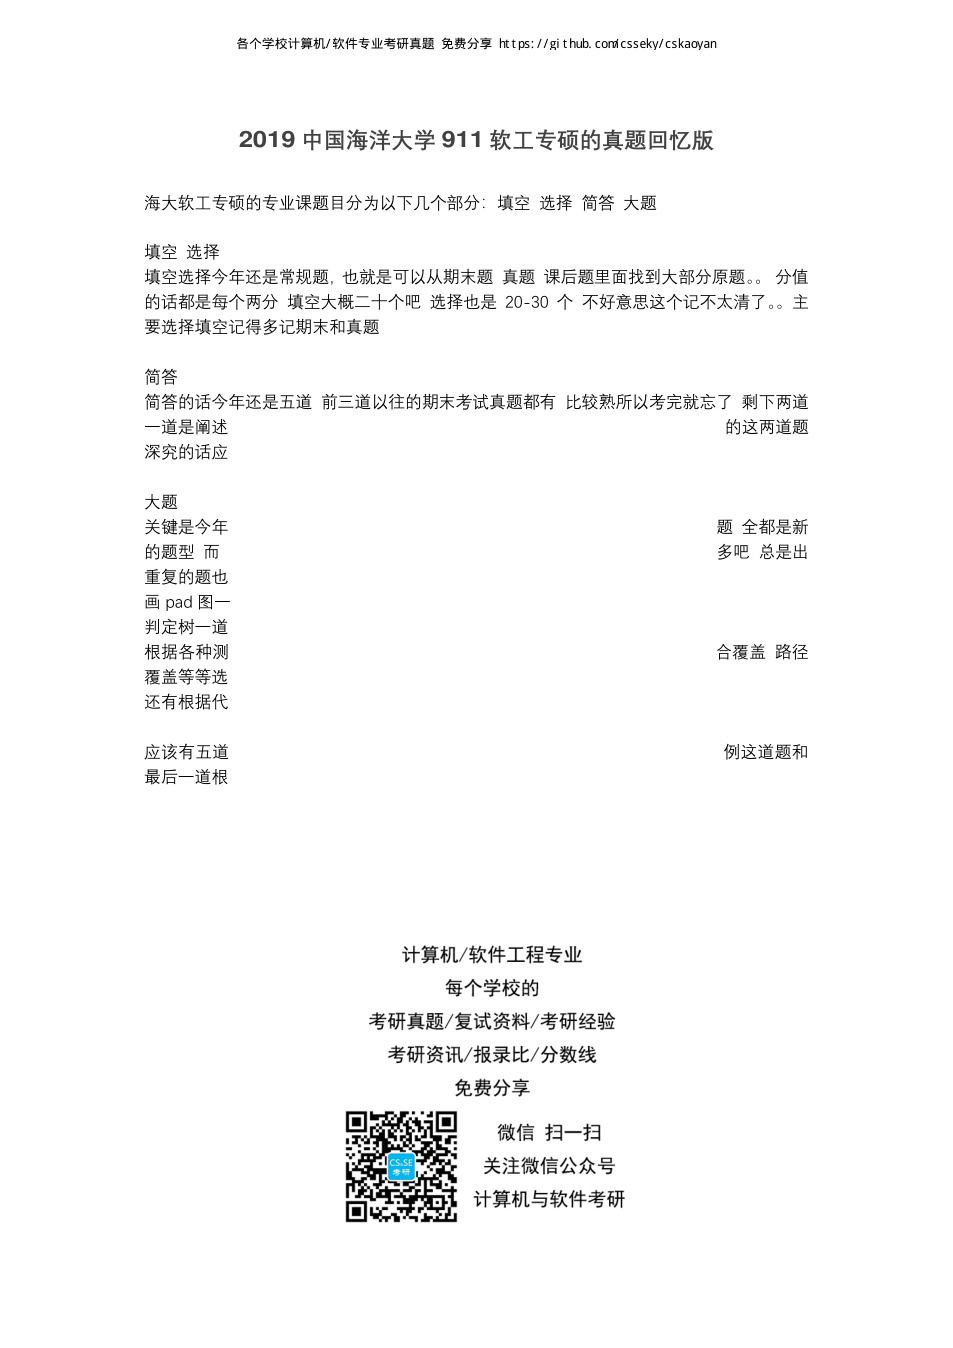 各个学校计算机/软件专业考研真题 免费分享 https://github.com/csseky/cskaoyan
2019 中国海洋大学 911 软工专硕的真题回忆版
海大软工专硕的专业课题目分为以下几个部分：填空 选择 简答 大题
填空 选择
填空选择今年还是常规题，也就是可以从期末题 真题 课后题里面找到大部分原题。。 分值
的话都是每个两分 填空大概二十个吧 选择也是 20-30 个 不好意思这个记不太清了。。主
要选择填空记得多记期末和真题
简答
简答的话今年还是五道 前三道以往的期末考试真题都有 比较熟所以考完就忘了 剩下两道
一道是阐述 的这两道题
深究的话应
大题
关键是今年 题 全都是新
的题型 而 多吧 总是出
重复的题也
画 pad 图一
判定树一道
根据各种测 合覆盖 路径
覆盖等等选
还有根据代
应该有五道 例这道题和
最后一道根
计算机/软件工程专业
每个学校的
考研真题/复试资料/考研经验
考研资讯/报录比/分数线
免费分享
微信 扫一扫
关注微信公众号
计算机与软件考研
CS&SE
考研